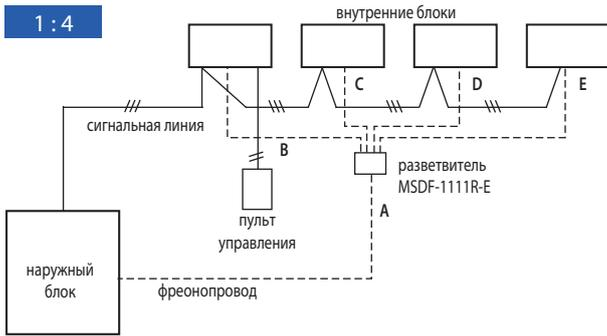 1 : 4
внутренние блоки
C
D
E
сигнальная линия
B
разветвитель
MSDF-1111R-E
A
пульт
управления
наружный
блок
фреонопровод